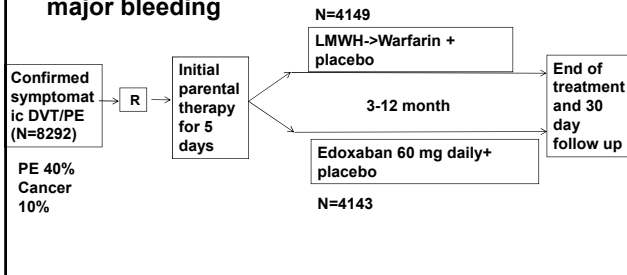 major bleeding
N=4149
LMWH->Warfarin +
placebo
Confirmed
symptomat
ic DVT/PE
(N=8292)
R
Initial
parental
therapy
for 5
days
3-12 month
End of
treatment
and 30
day
follow up
Edoxaban 60 mg daily+
placebo
PE 40%
Cancer
10%
N=4143